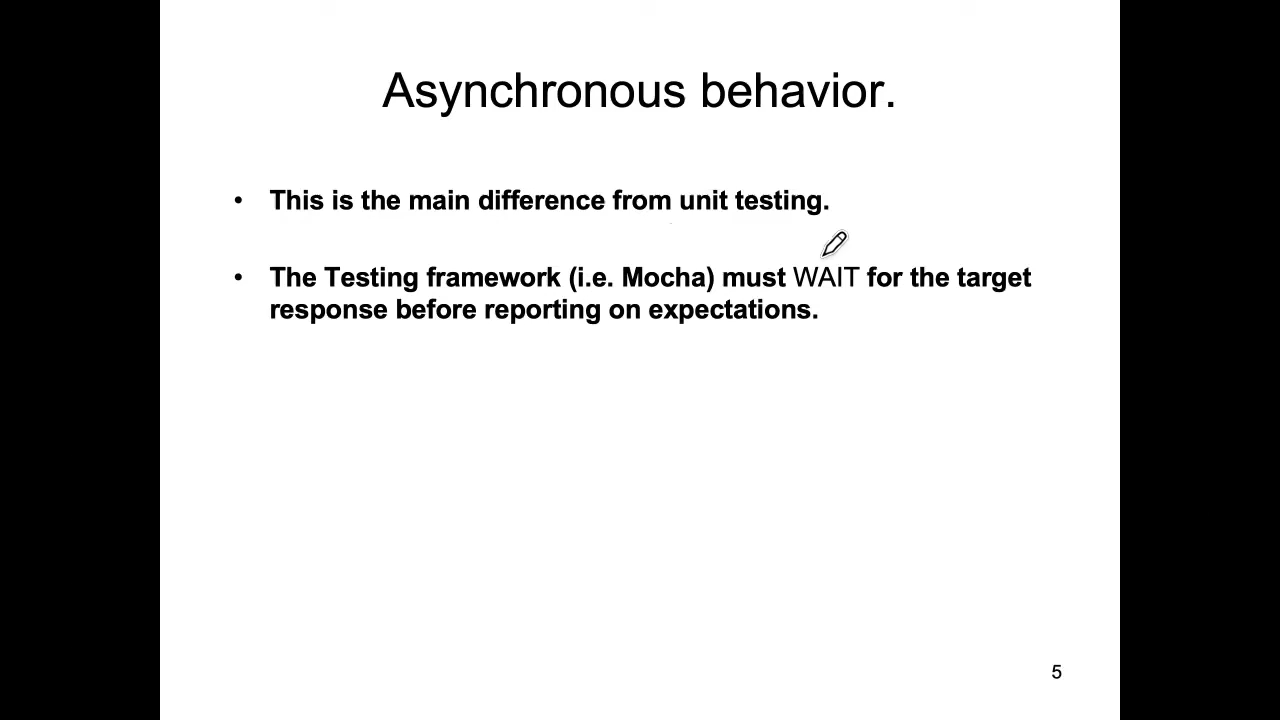 Asynchronous behavior.
• This is the main difference from unit testing.
• The Testing framework (i.e. Mocha) must WAIT for the target
response before reporting on expectations.
5